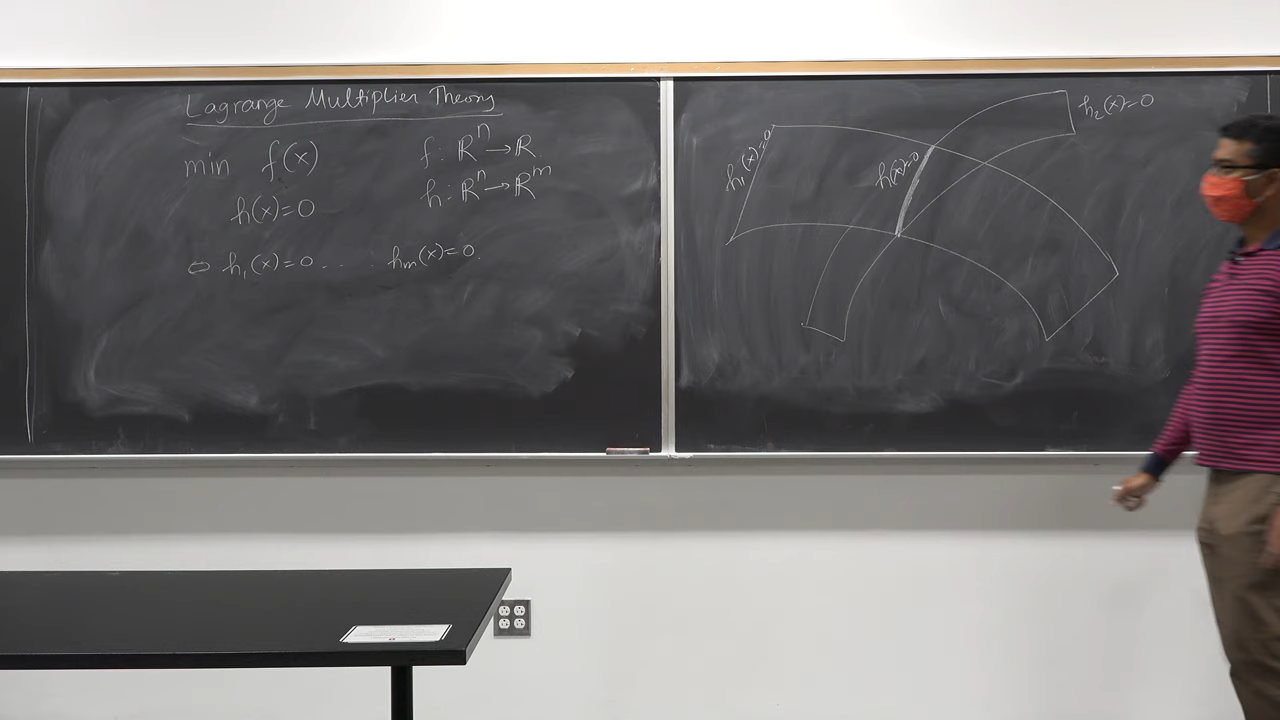 Lagrange Multiplier Theory
min f(x) f: ℝⁿ → ℝ.
h(x)=0 h: ℝⁿ → ℝᵐ
⇔ h₁(x)=0 . . . . hₘ(x)=0.
h₁(x)=0
h(x)=0
h₂(x)=0